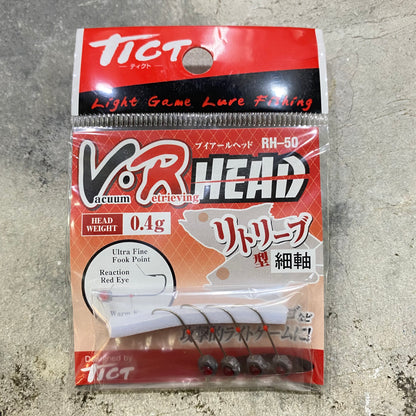 TICT
ティクト
Light Game Lure Fishing
ブイアールヘッド RH-50
V・R HEAD
Vacuum Retrieving
HEAD WEIGHT 0.4g
リトリーブ
型 細軸
Ultra Fine
Fook Point
Reaction
Red Eye
Designed by
TICT